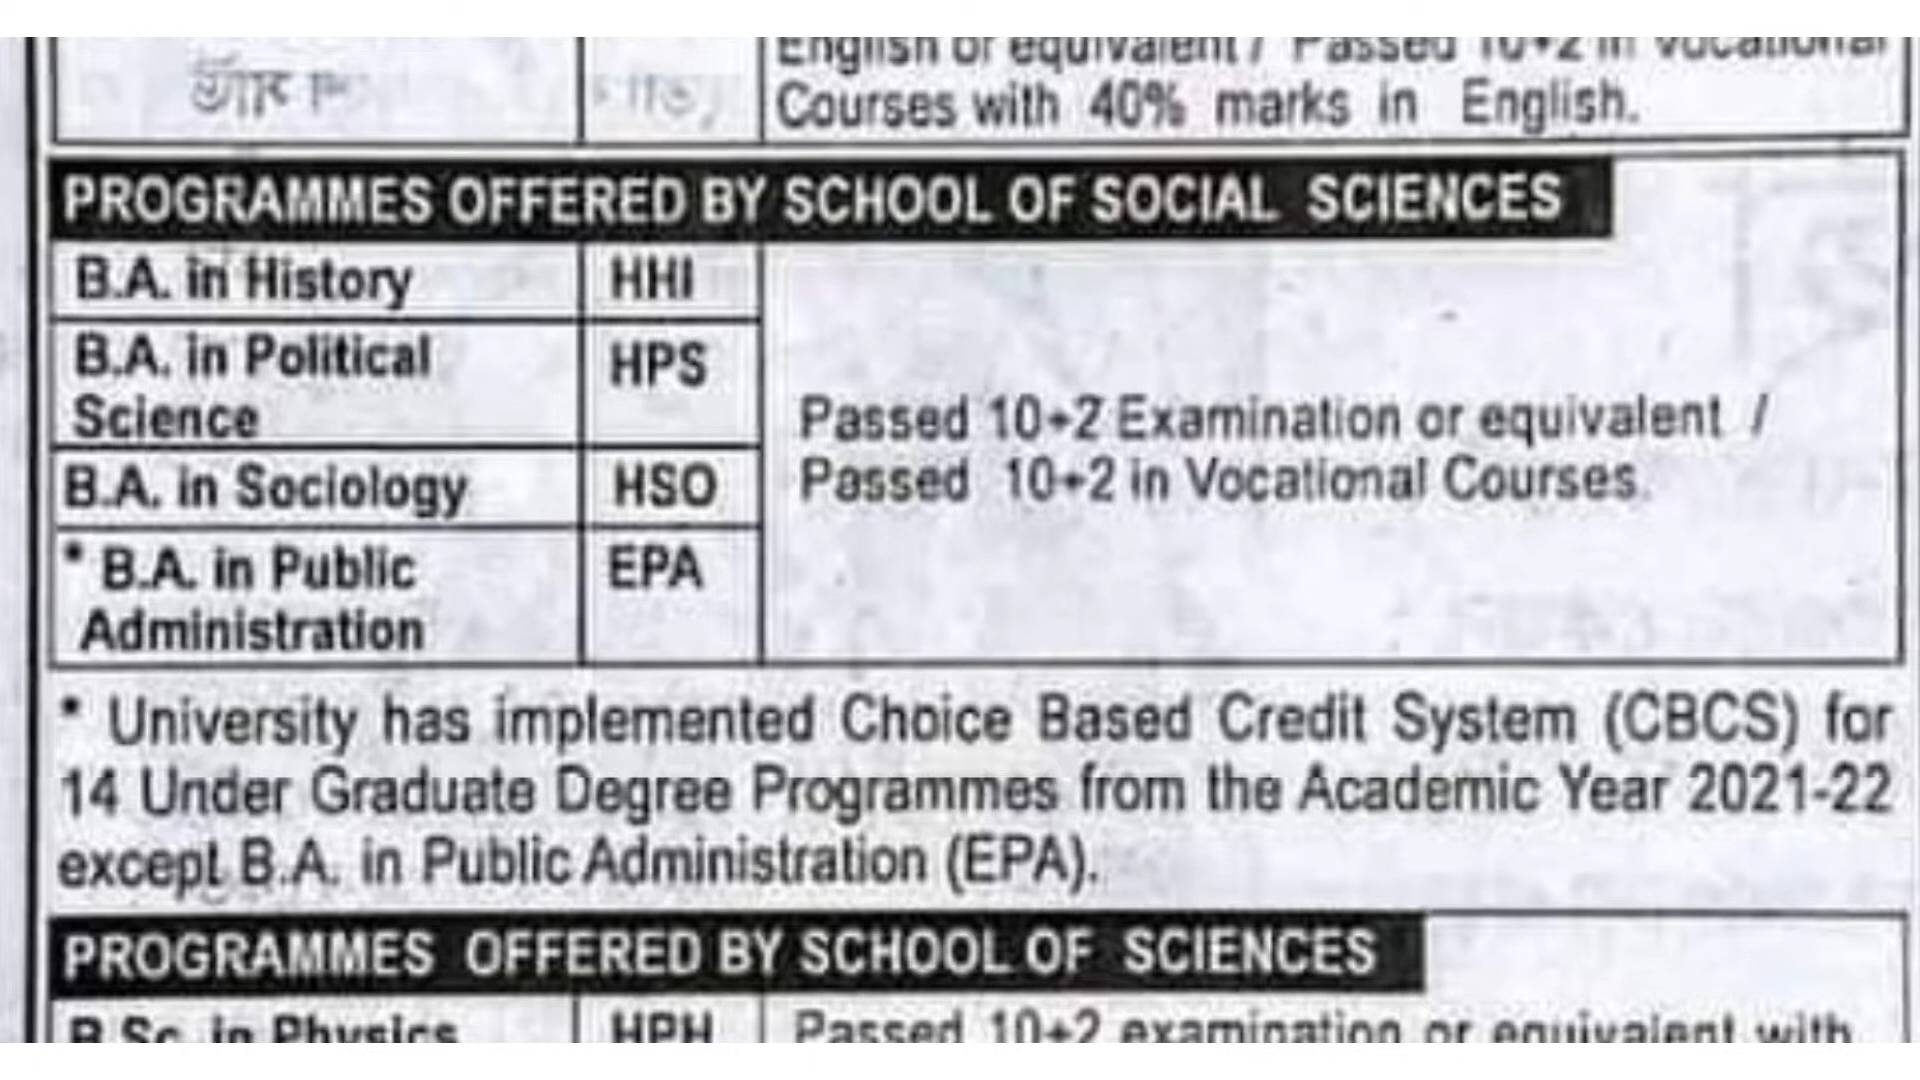 English or equivalent / Passed 10+2 in Vocational
Courses with 40% marks in English.
PROGRAMMES OFFERED BY SCHOOL OF SOCIAL SCIENCES
B.A. in History HHI
B.A. in Political HPS
Science
Passed 10+2 Examination or equivalent /
B.A. in Sociology HSO Passed 10+2 in Vocational Courses.
* B.A. in Public EPA
Administration
* University has implemented Choice Based Credit System (CBCS) for
14 Under Graduate Degree Programmes from the Academic Year 2021-22
except B.A. in Public Administration (EPA).
PROGRAMMES OFFERED BY SCHOOL OF SCIENCES
B.Sc. in Physics HPH Passed 10+2 examination or equivalent with